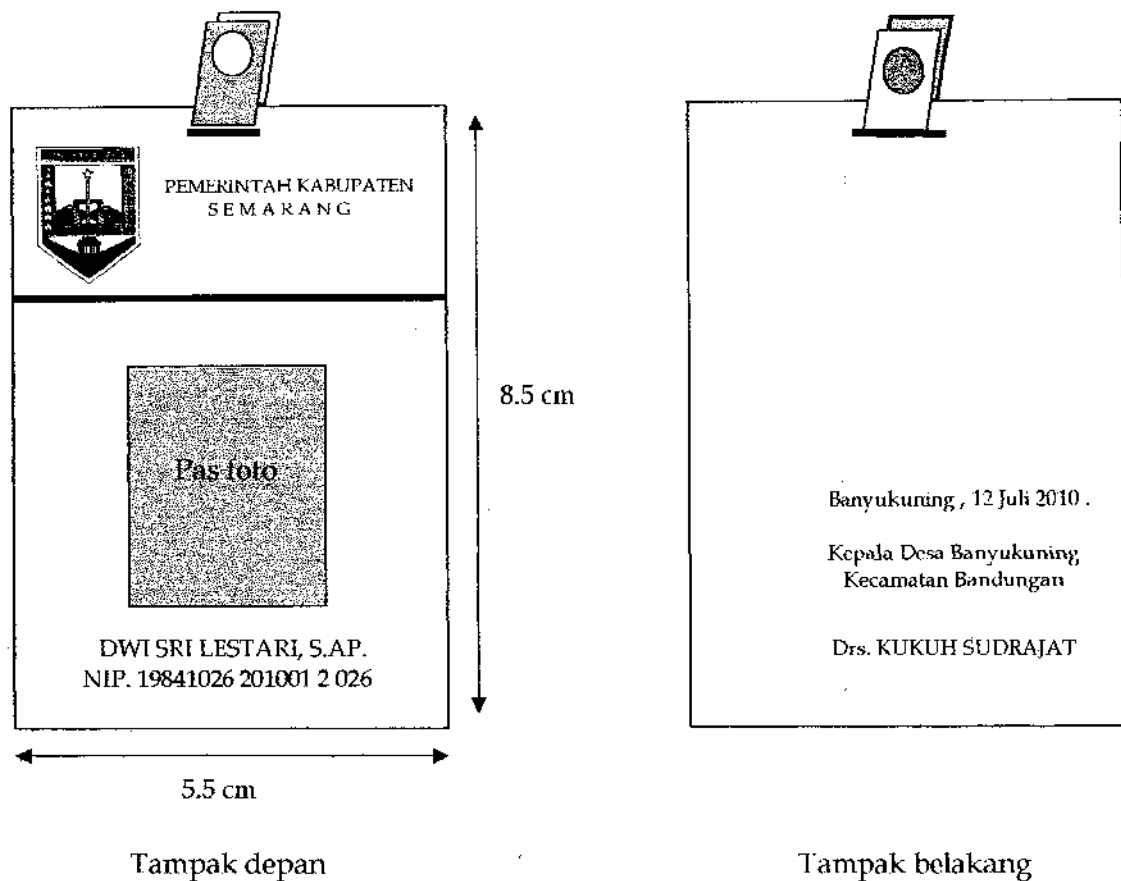 PEMERINTAH KABUPATEN
SEMARANG
Pas foto
DWI SRI LESTARI, S.AP.
NIP. 19841026 201001 2 026
8.5 cm
5.5 cm
Tampak depan
Banyukuning , 12 Juli 2010 .
Kepala Desa Banyukuning
Kecamatan Bandungan
Drs. KUKUH SUDRAJAT
Tampak belakang